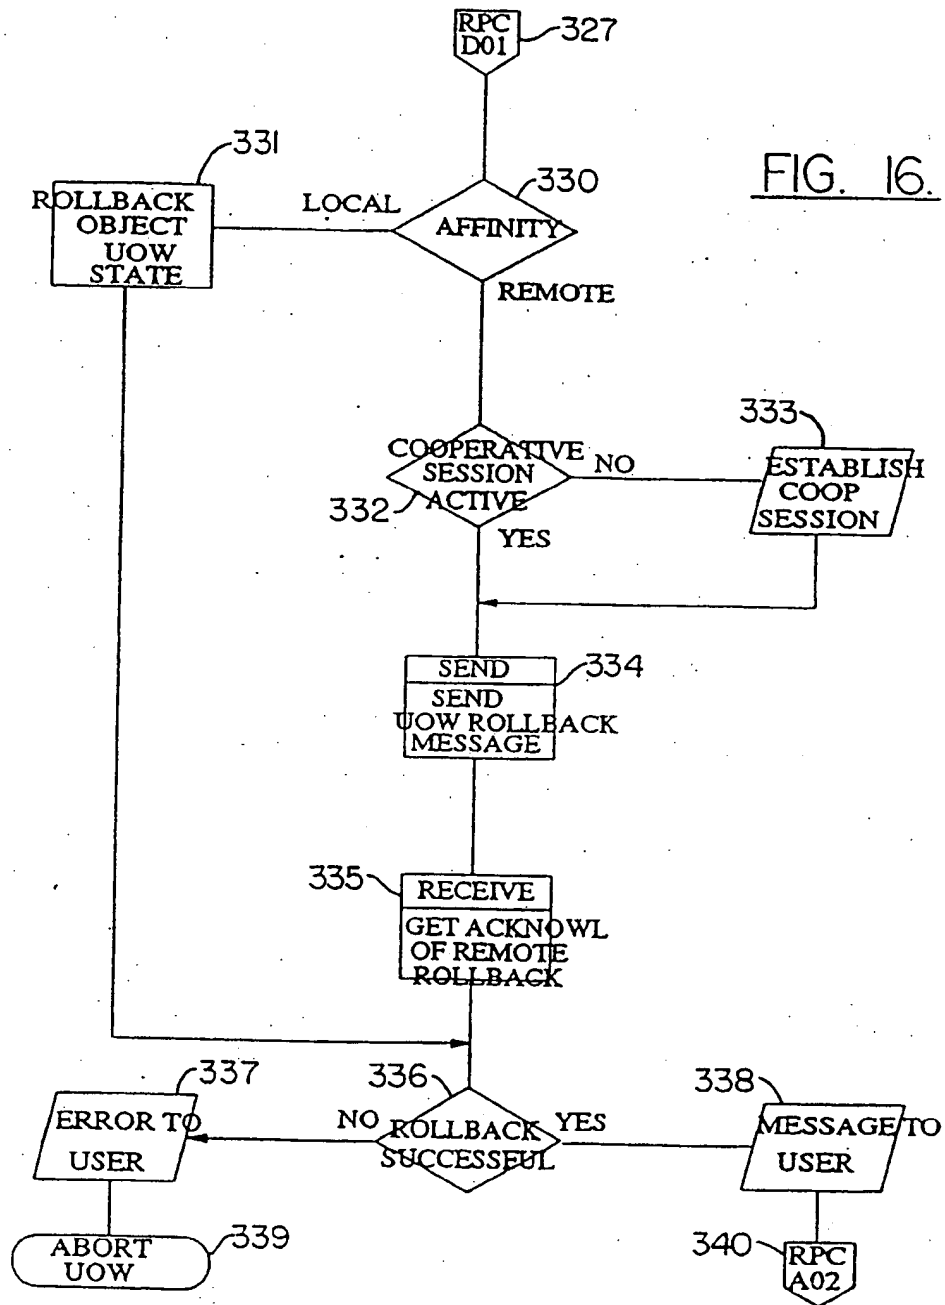 RPC
D01
327
FIG. 16.
331
ROLLBACK
OBJECT
UOW
STATE
LOCAL
330
AFFINITY
REMOTE
COOPERATIVE
SESSION
ACTIVE
332
NO
YES
333
ESTABLISH
COOP
SESSION
SEND
334
SEND
UOW ROLLBACK
MESSAGE
335
RECEIVE
GET ACKNOWL
OF REMOTE
ROLLBACK
336
ROLLBACK
SUCCESSFUL
NO
YES
337
ERROR TO
USER
338
MESSAGE TO
USER
ABORT
UOW
339
340
RPC
A02